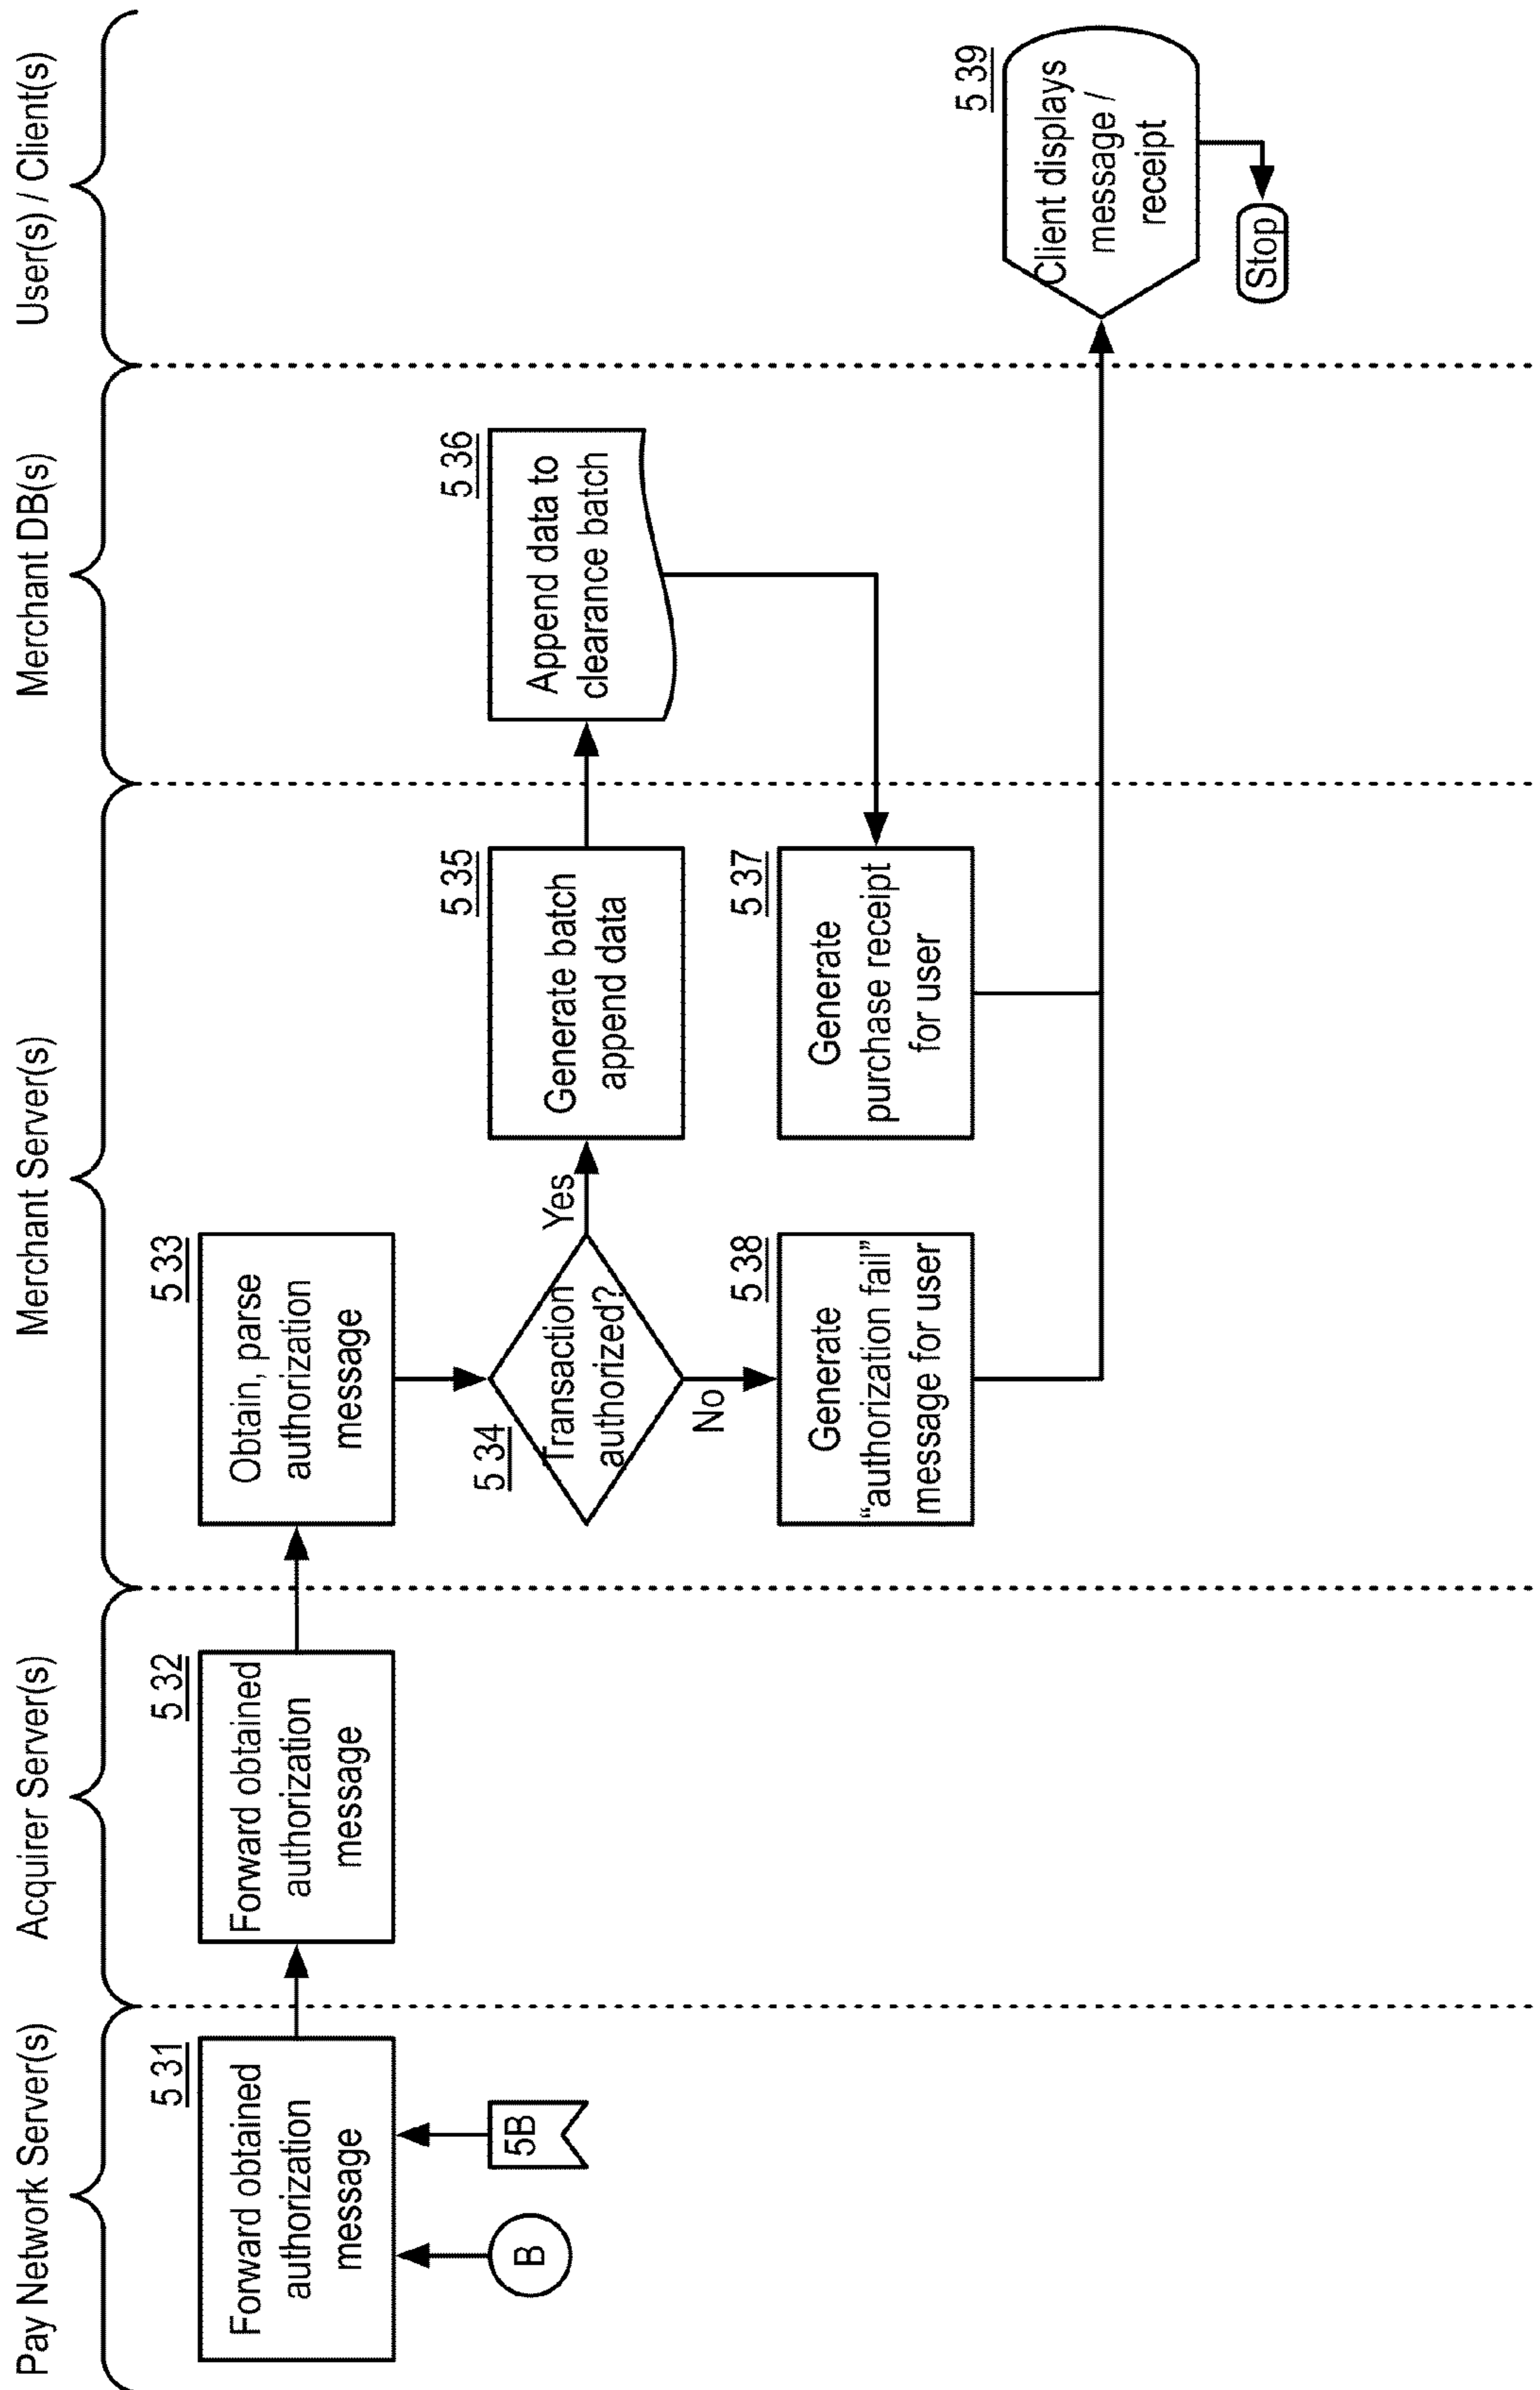 Pay Network Server(s)
Acquirer Server(s)
Merchant Server(s)
Merchant DB(s)
User(s) / Client(s)
5 31
Forward obtained
authorization
message
B
5B
5 32
Forward obtained
authorization
message
5 33
Obtain, parse
authorization
message
5 34
Transaction
authorized?
Yes
No
5 35
Generate batch
append data
5 36
Append data to
clearance batch
5 37
Generate
purchase receipt
for user
5 38
Generate
“authorization fail”
message for user
5 39
Client displays
message /
receipt
Stop